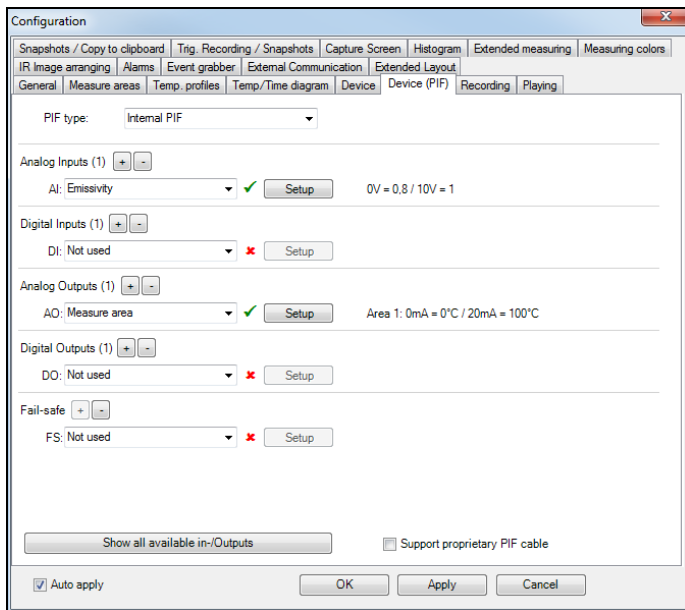 Configuration
x
Snapshots / Copy to clipboard Trig. Recording / Snapshots Capture Screen Histogram Extended measuring Measuring colors
IR Image arranging Alarms Event grabber External Communication Extended Layout
General Measure areas Temp. profiles Temp/Time diagram Device Device (PIF) Recording Playing
PIF type: Internal PIF
Analog Inputs (1) + -
AI: Emissivity Setup 0V = 0,8 / 10V = 1
Digital Inputs (1) + -
DI: Not used Setup
Analog Outputs (1) + -
AO: Measure area Setup Area 1: 0mA = 0°C / 20mA = 100°C
Digital Outputs (1) + -
DO: Not used Setup
Fail-safe + -
FS: Not used Setup
Show all available in-/Outputs Support proprietary PIF cable
Auto apply OK Apply Cancel